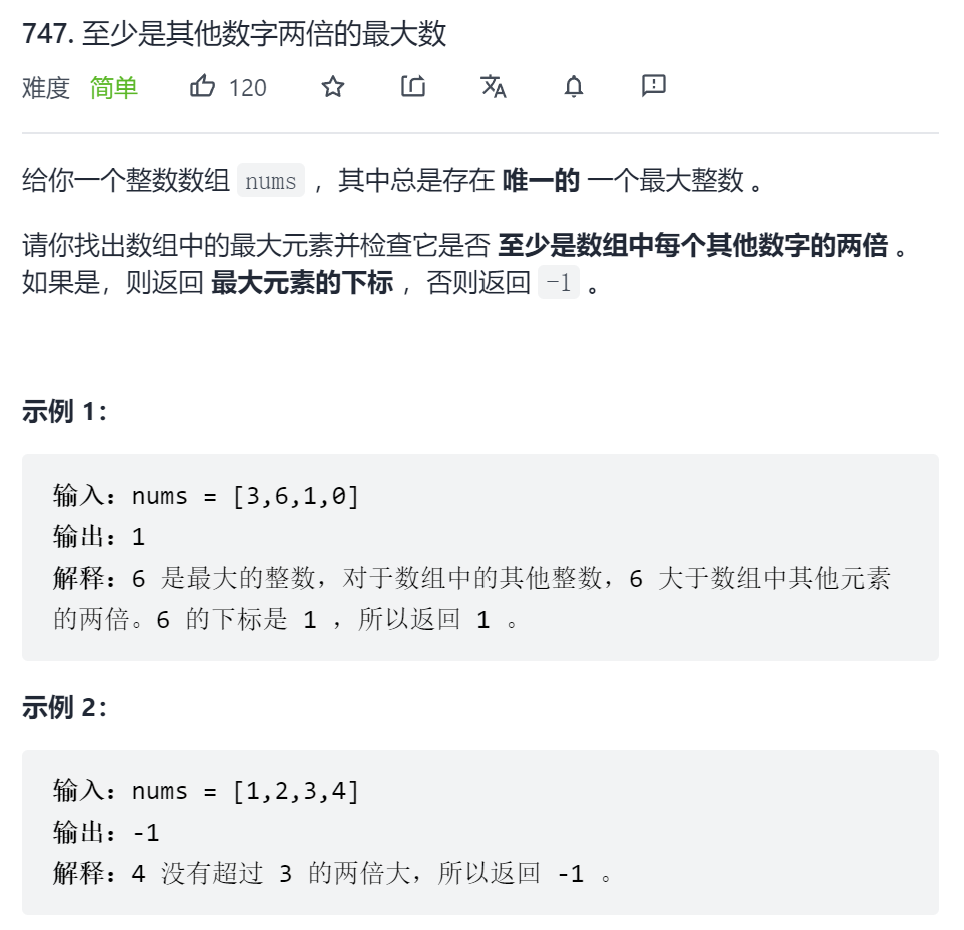 747. 至少是其他数字两倍的最大数
难度 简单 120
给你一个整数数组 nums ，其中总是存在 唯一的 一个最大整数 。
请你找出数组中的最大元素并检查它是否 至少是数组中每个其他数字的两倍 。
如果是，则返回 最大元素的下标 ，否则返回 -1 。
示例 1：
输入：nums = [3,6,1,0]
输出：1
解释：6 是最大的整数，对于数组中的其他整数，6 大于数组中其他元素
的两倍。6 的下标是 1 ，所以返回 1 。
示例 2：
输入：nums = [1,2,3,4]
输出：-1
解释：4 没有超过 3 的两倍大，所以返回 -1 。